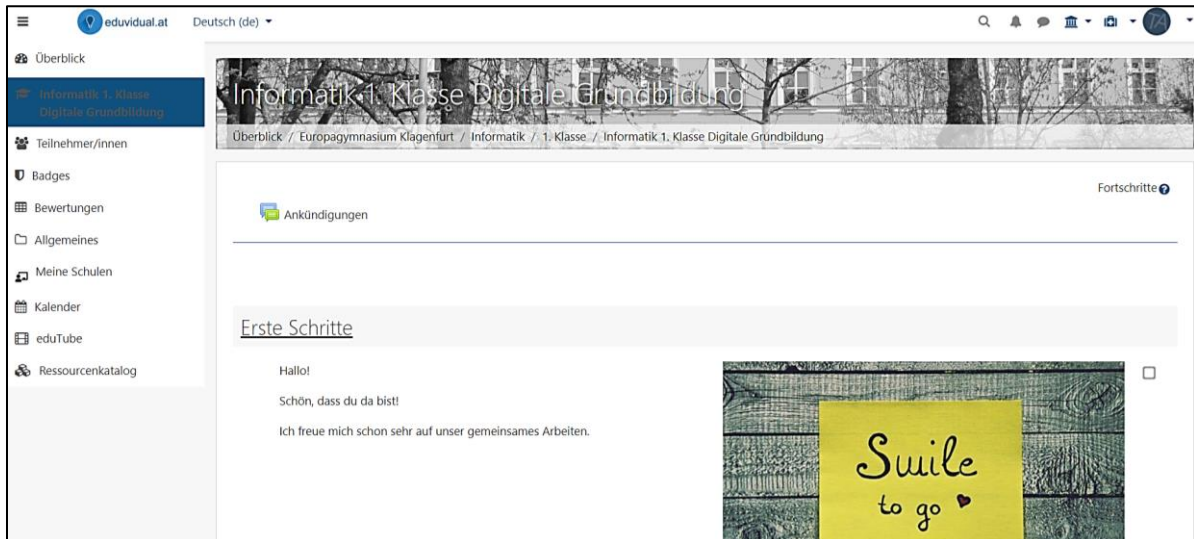 eduvidual.at Deutsch (de)
TA
Überblick
Informatik 1. Klasse
Digitale Grundbildung
Teilnehmer/innen
Badges
Bewertungen
Allgemeines
Meine Schulen
Kalender
eduTube
Ressourcenkatalog
Informatik 1. Klasse Digitale Grundbildung
Überblick / Europagymnasium Klagenfurt / Informatik / 1. Klasse / Informatik 1. Klasse Digitale Grundbildung
Fortschritte
Ankündigungen
Erste Schritte
Hallo!
Schön, dass du da bist!
Ich freue mich schon sehr auf unser gemeinsames Arbeiten.
Smile
to go